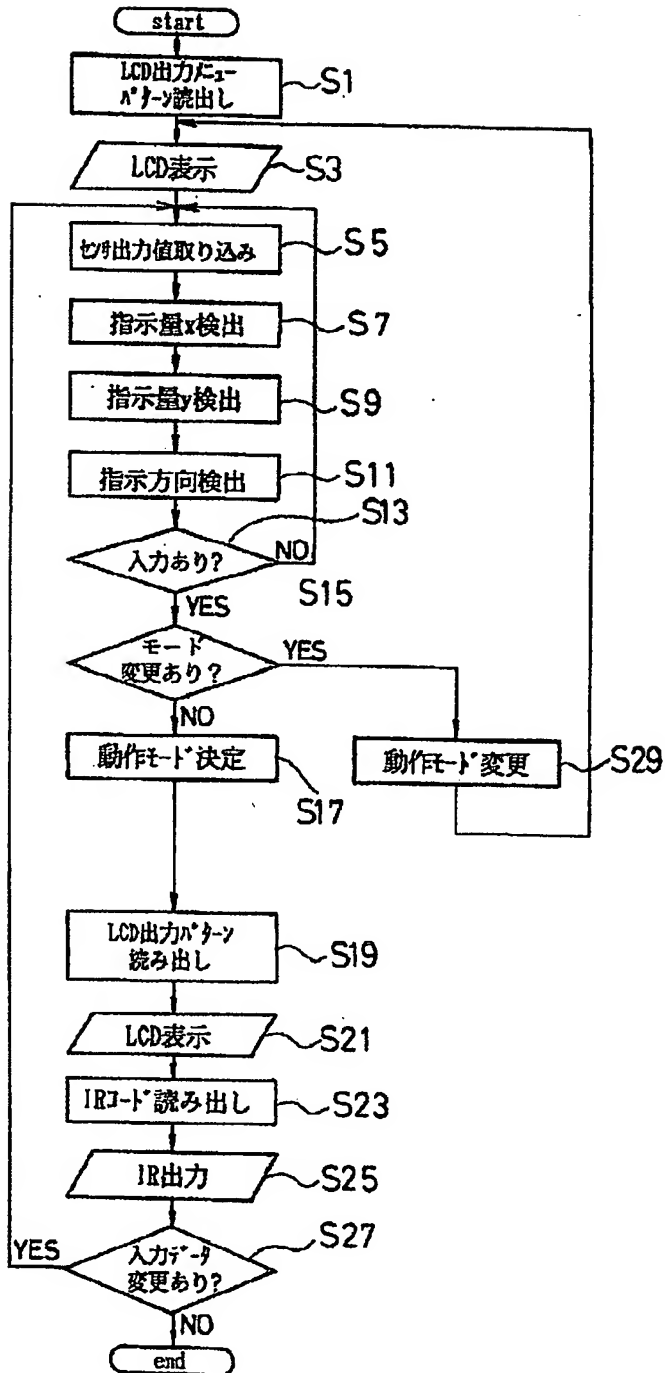 start
LCD出力メニュー
パターン読出し
S1
LCD表示
S3
センサ出力値取り込み
S5
指示量x検出
S7
指示量y検出
S9
指示方向検出
S11
S13
入力あり?
NO
S15
YES
モード
変更あり?
YES
NO
動作モード決定
S17
動作モード変更
S29
LCD出力パターン
読み出し
S19
LCD表示
S21
IRコード読み出し
S23
IR出力
S25
S27
YES
入力データ
変更あり?
NO
end